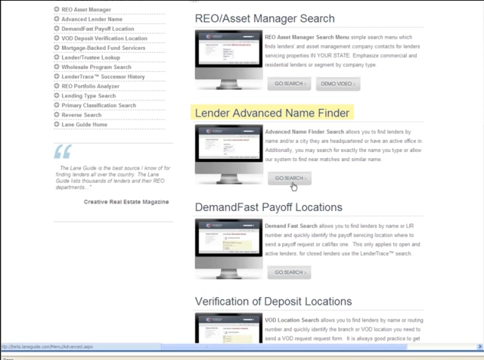 REO Asset Manager
Advanced Lender Name
DemandFast Payoff Location
VOD Deposit Verification Location
Mortgage-Backed Fund Servicers
Lender/Trustee Lookup
Wholesale Program Search
LenderTrace™ Successor History
REO Portfolio Analyzer
Lending Type Search
Primary Classification Search
Reverse Search
Lane Guide Home
The Lane Guide is the best source I know of for
finding lenders all over the country. The Lane
Guide lists thousands of lenders and their REO
departments..."
Creative Real Estate Magazine
REO/Asset Manager Search
REO Asset Manager Search Menu simple search menu which
finds lenders' and asset management company contacts for lenders
servicing properties IN YOUR STATE. Emphasize commercial and
residential lenders or segment by company type.
GO SEARCH ›
DEMO VIDEO ›
Lender Advanced Name Finder
Advanced Name Finder Search allows you to find lenders by
name and/or a city they are headquartered or have an active office in.
Additionally, you may search for exactly the name you type in or allow
our system to find near matches and similar name.
GO SEARCH ›
DemandFast Payoff Locations
Demand Fast Search allows you to find lenders by name or LIR
number and quickly identify the payoff servicing location where to
send a payoff request or call/fax one. This only applies to open and
active lenders, for closed lenders use the LenderTrace™ search.
GO SEARCH ›
Verification of Deposit Locations
VOD Location Search allows you to find lenders by name or routing
number and quickly identify the branch or VOD location you need to
send a VOD request request form. It is always good practice to get